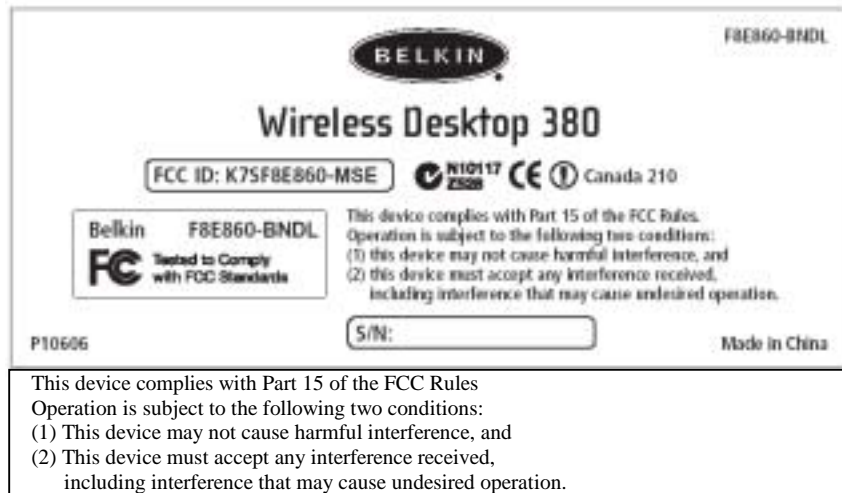 F8E860-BNDL
BELKIN
Wireless Desktop 380
FCC ID: K7SF8E860-MSE N10117 Z528 CE Canada 210
Belkin F8E860-BNDL
FC Tested to Comply
with FCC Standards
This device complies with Part 15 of the FCC Rules.
Operation is subject to the following two conditions:
(1) this device may not cause harmful interference, and
(2) this device must accept any interference received,
including interference that may cause undesired operation.
S/N:
P10606
Made in China
This device complies with Part 15 of the FCC Rules
Operation is subject to the following two conditions:
(1) This device may not cause harmful interference, and
(2) This device must accept any interference received,
including interference that may cause undesired operation.